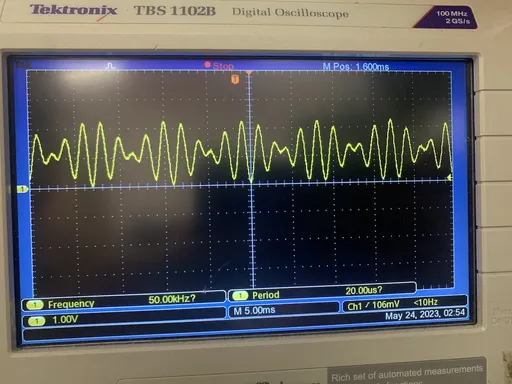 Tektronix TBS 1102B Digital Oscilloscope
100 MHz
2 GS/s
Stop
M Pos: 1.600ms
T
1
1 Frequency 50.00kHz?
1 Period 20.00us?
1 1.00V
M 5.00ms
Ch1 / 106mV <10Hz
May 24, 2023, 02:54
Rich set of automated measurements